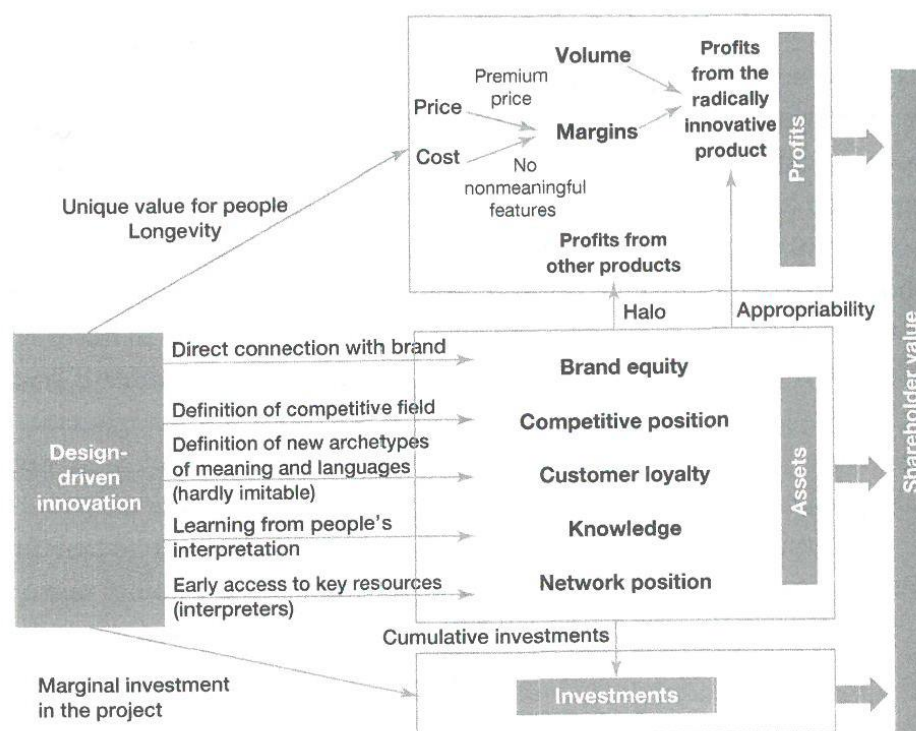 Volume
Premium
price
Price
Margins
Cost
No
nonmeaningful
features
Profits
from the
radically
innovative
product
Profits
Unique value for people
Longevity
Profits from
other products
Halo
Appropriability
Design-
driven
innovation
Direct connection with brand
Brand equity
Definition of competitive field
Competitive position
Definition of new archetypes
of meaning and languages
(hardly imitable)
Customer loyalty
Learning from people's
interpretation
Knowledge
Early access to key resources
(interpreters)
Network position
Assets
Shareholder value
Cumulative investments
Marginal investment
in the project
Investments